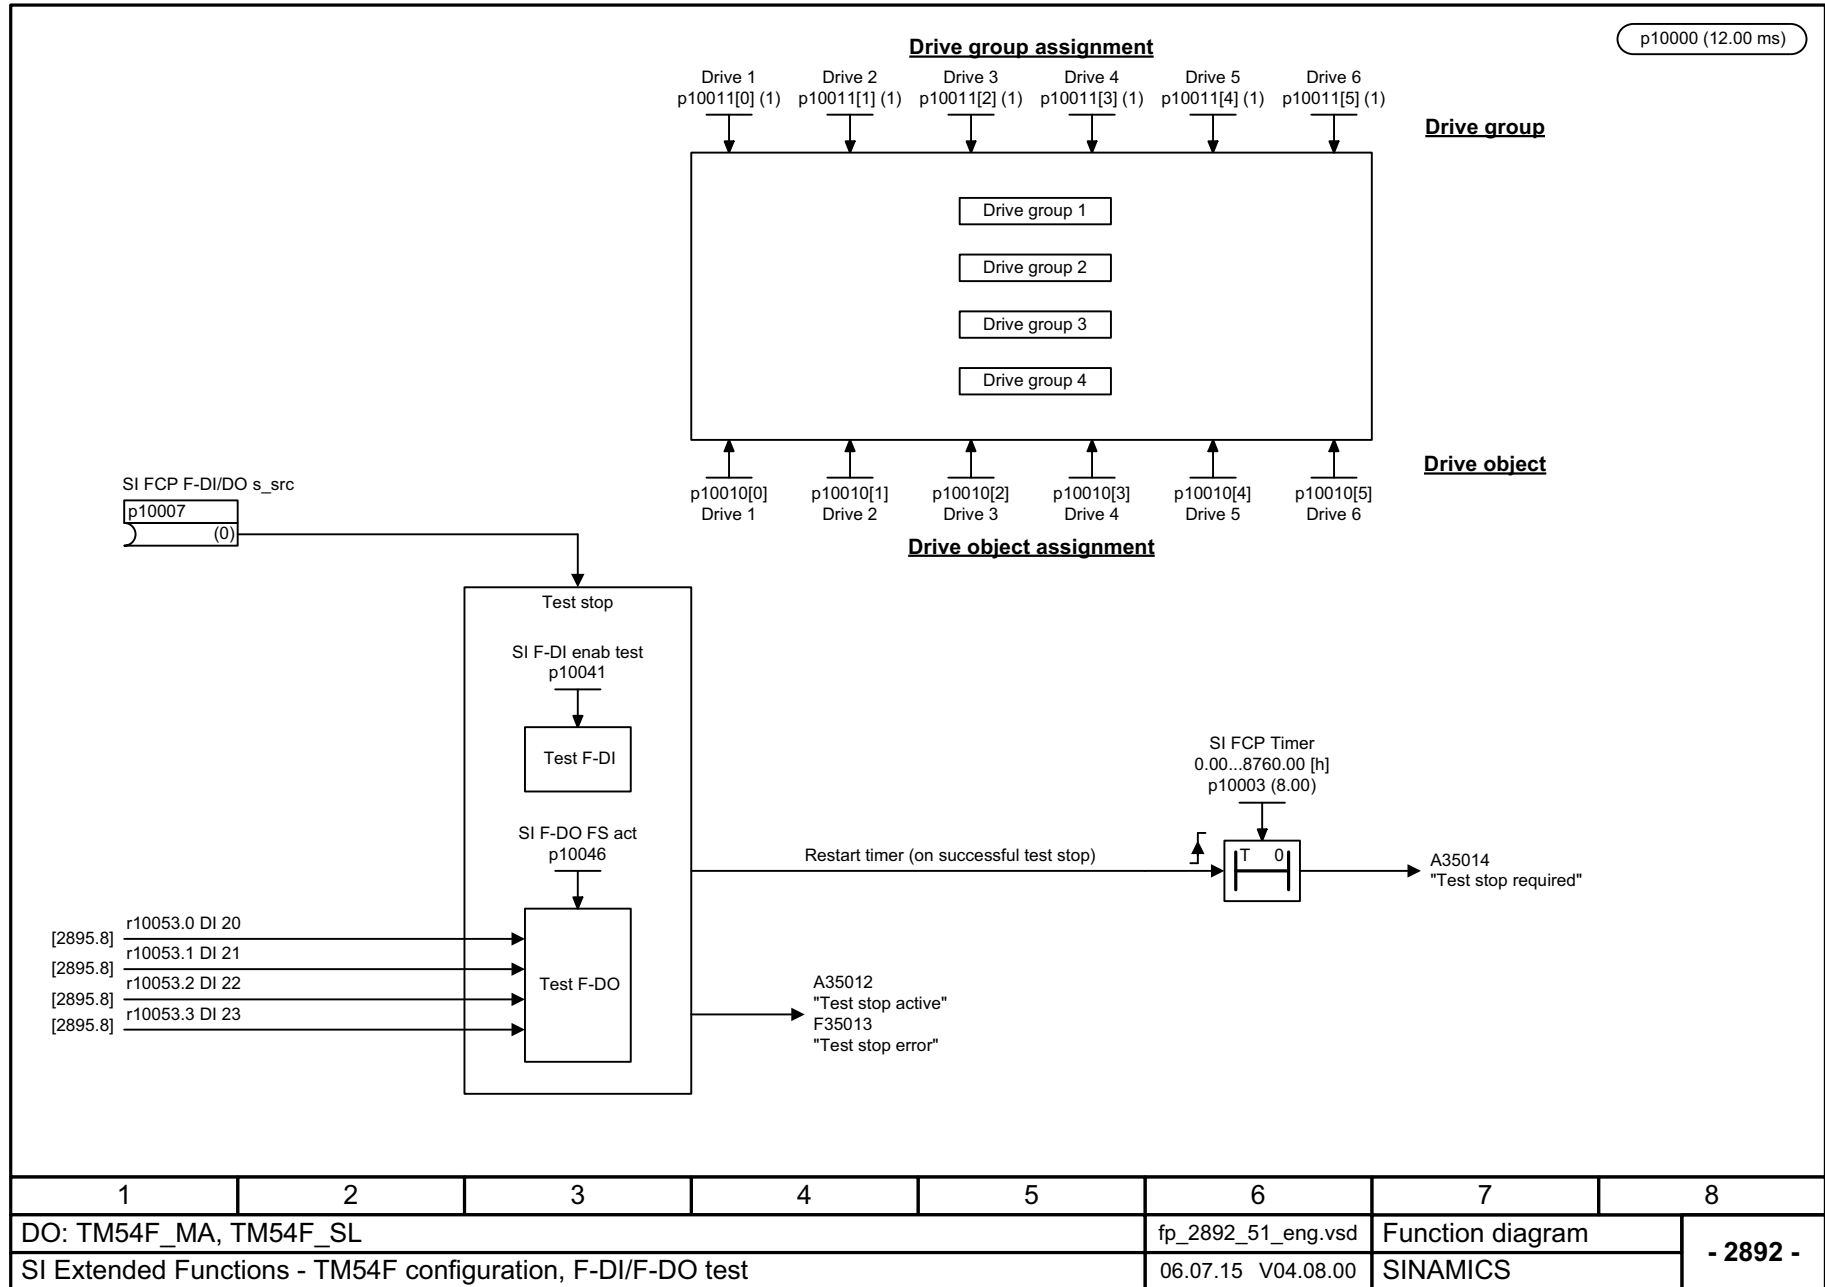 p10000 (12.00 ms)
Drive group assignment
Drive 1 Drive 2 Drive 3 Drive 4 Drive 5 Drive 6
p10011[0] (1) p10011[1] (1) p10011[2] (1) p10011[3] (1) p10011[4] (1) p10011[5] (1)
Drive group
Drive group 1
Drive group 2
Drive group 3
Drive group 4
Drive object
p10010[0] p10010[1] p10010[2] p10010[3] p10010[4] p10010[5]
Drive 1 Drive 2 Drive 3 Drive 4 Drive 5 Drive 6
Drive object assignment
SI FCP F-DI/DO s_src
p10007
(0)
Test stop
SI F-DI enab test
p10041
Test F-DI
SI F-DO FS act
p10046
Test F-DO
[2895.8] r10053.0 DI 20
[2895.8] r10053.1 DI 21
[2895.8] r10053.2 DI 22
[2895.8] r10053.3 DI 23
Restart timer (on successful test stop)
SI FCP Timer
0.00...8760.00 [h]
p10003 (8.00)
T 0
A35014
"Test stop required"
A35012
"Test stop active"
F35013
"Test stop error"
1 2 3 4 5 6 7 8
DO: TM54F_MA, TM54F_SL fp_2892_51_eng.vsd Function diagram
- 2892 -
SI Extended Functions - TM54F configuration, F-DI/F-DO test 06.07.15 V04.08.00 SINAMICS